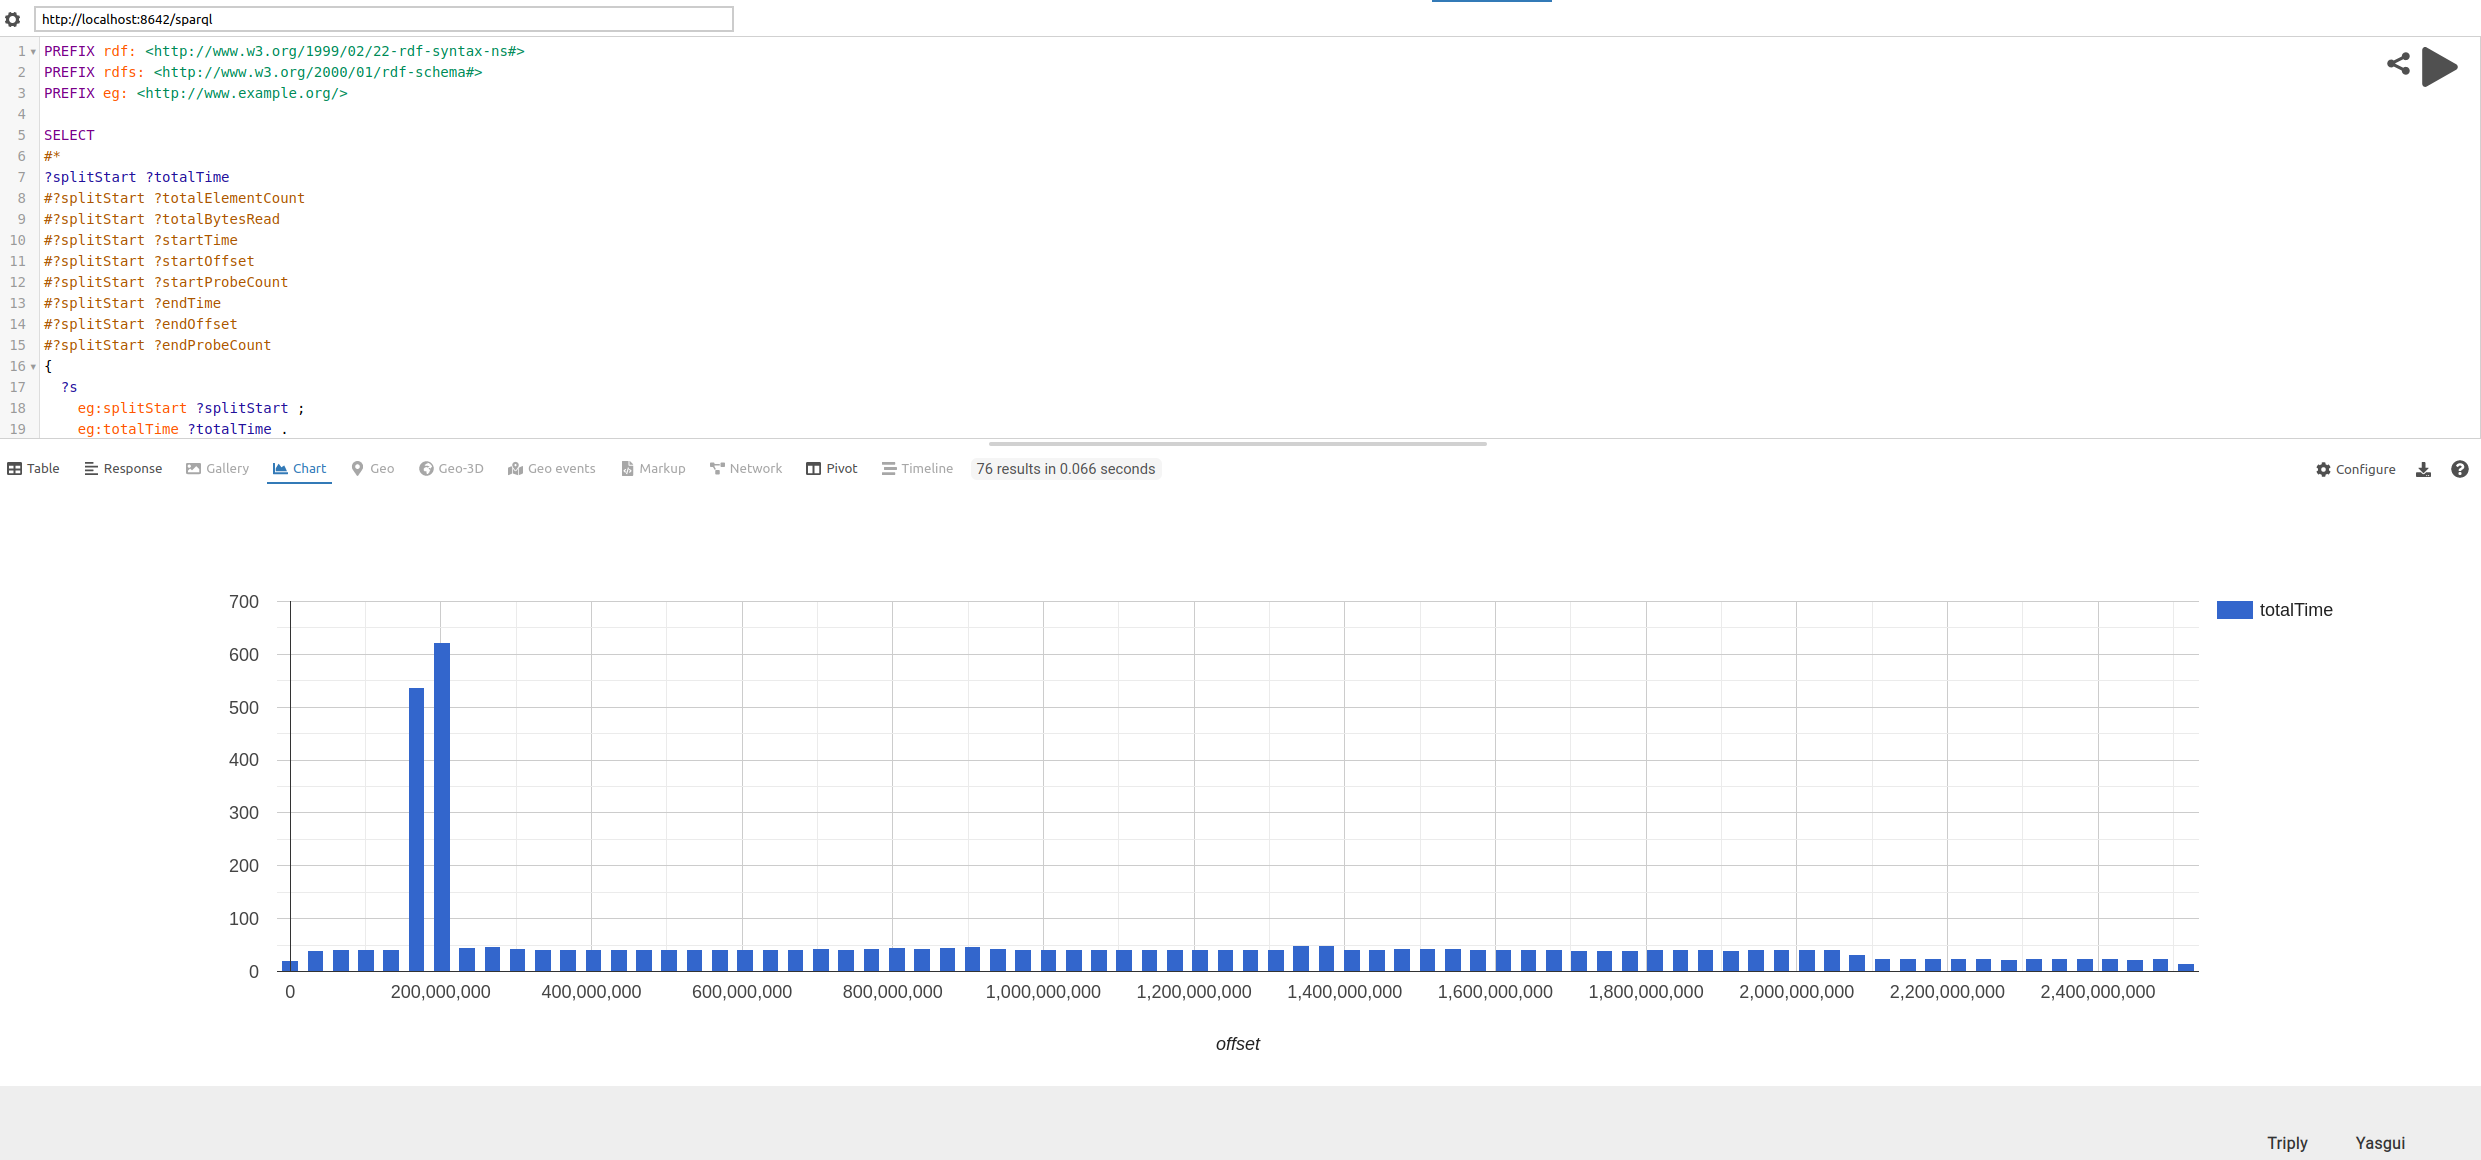 http://localhost:8642/sparql
1 PREFIX rdf: <http://www.w3.org/1999/02/22-rdf-syntax-ns#>
2 PREFIX rdfs: <http://www.w3.org/2000/01/rdf-schema#>
3 PREFIX eg: <http://www.example.org/>
4
5 SELECT
6 #*
7 ?splitStart ?totalTime
8 #?splitStart ?totalElementCount
9 #?splitStart ?totalBytesRead
10 #?splitStart ?startTime
11 #?splitStart ?startOffset
12 #?splitStart ?startProbeCount
13 #?splitStart ?endTime
14 #?splitStart ?endOffset
15 #?splitStart ?endProbeCount
16 {
17 ?s
18 eg:splitStart ?splitStart ;
19 eg:totalTime ?totalTime .
Table Response Gallery Chart Geo Geo-3D Geo events Markup Network Pivot Timeline 76 results in 0.066 seconds Configure ?
700
600
500
400
300
200
100
0
totalTime
0 200,000,000 400,000,000 600,000,000 800,000,000 1,000,000,000 1,200,000,000 1,400,000,000 1,600,000,000 1,800,000,000 2,000,000,000 2,200,000,000 2,400,000,000
offset
Triply Yasgui